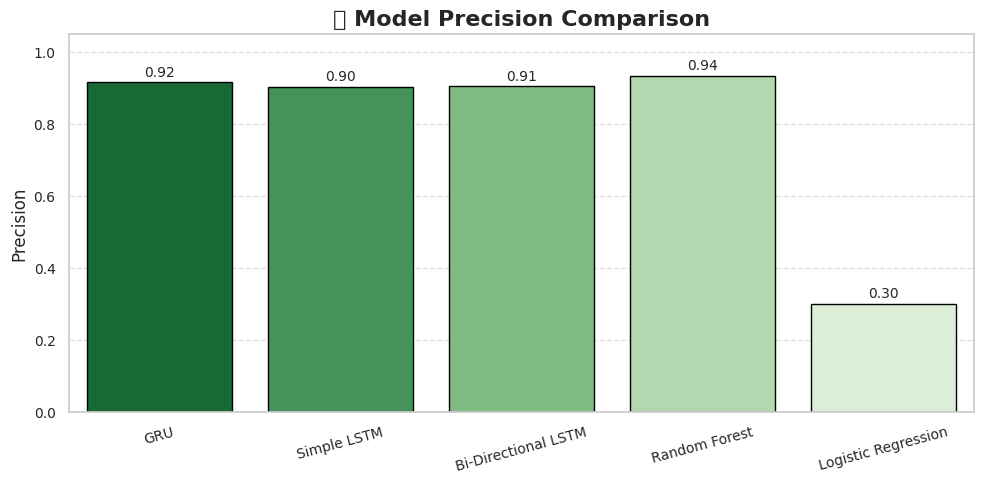 Model Precision Comparison
1.0
0.8
0.6
0.4
0.2
0.0
Precision
0.92
0.90
0.91
0.94
0.30
GRU
Simple LSTM
Bi-Directional LSTM
Random Forest
Logistic Regression